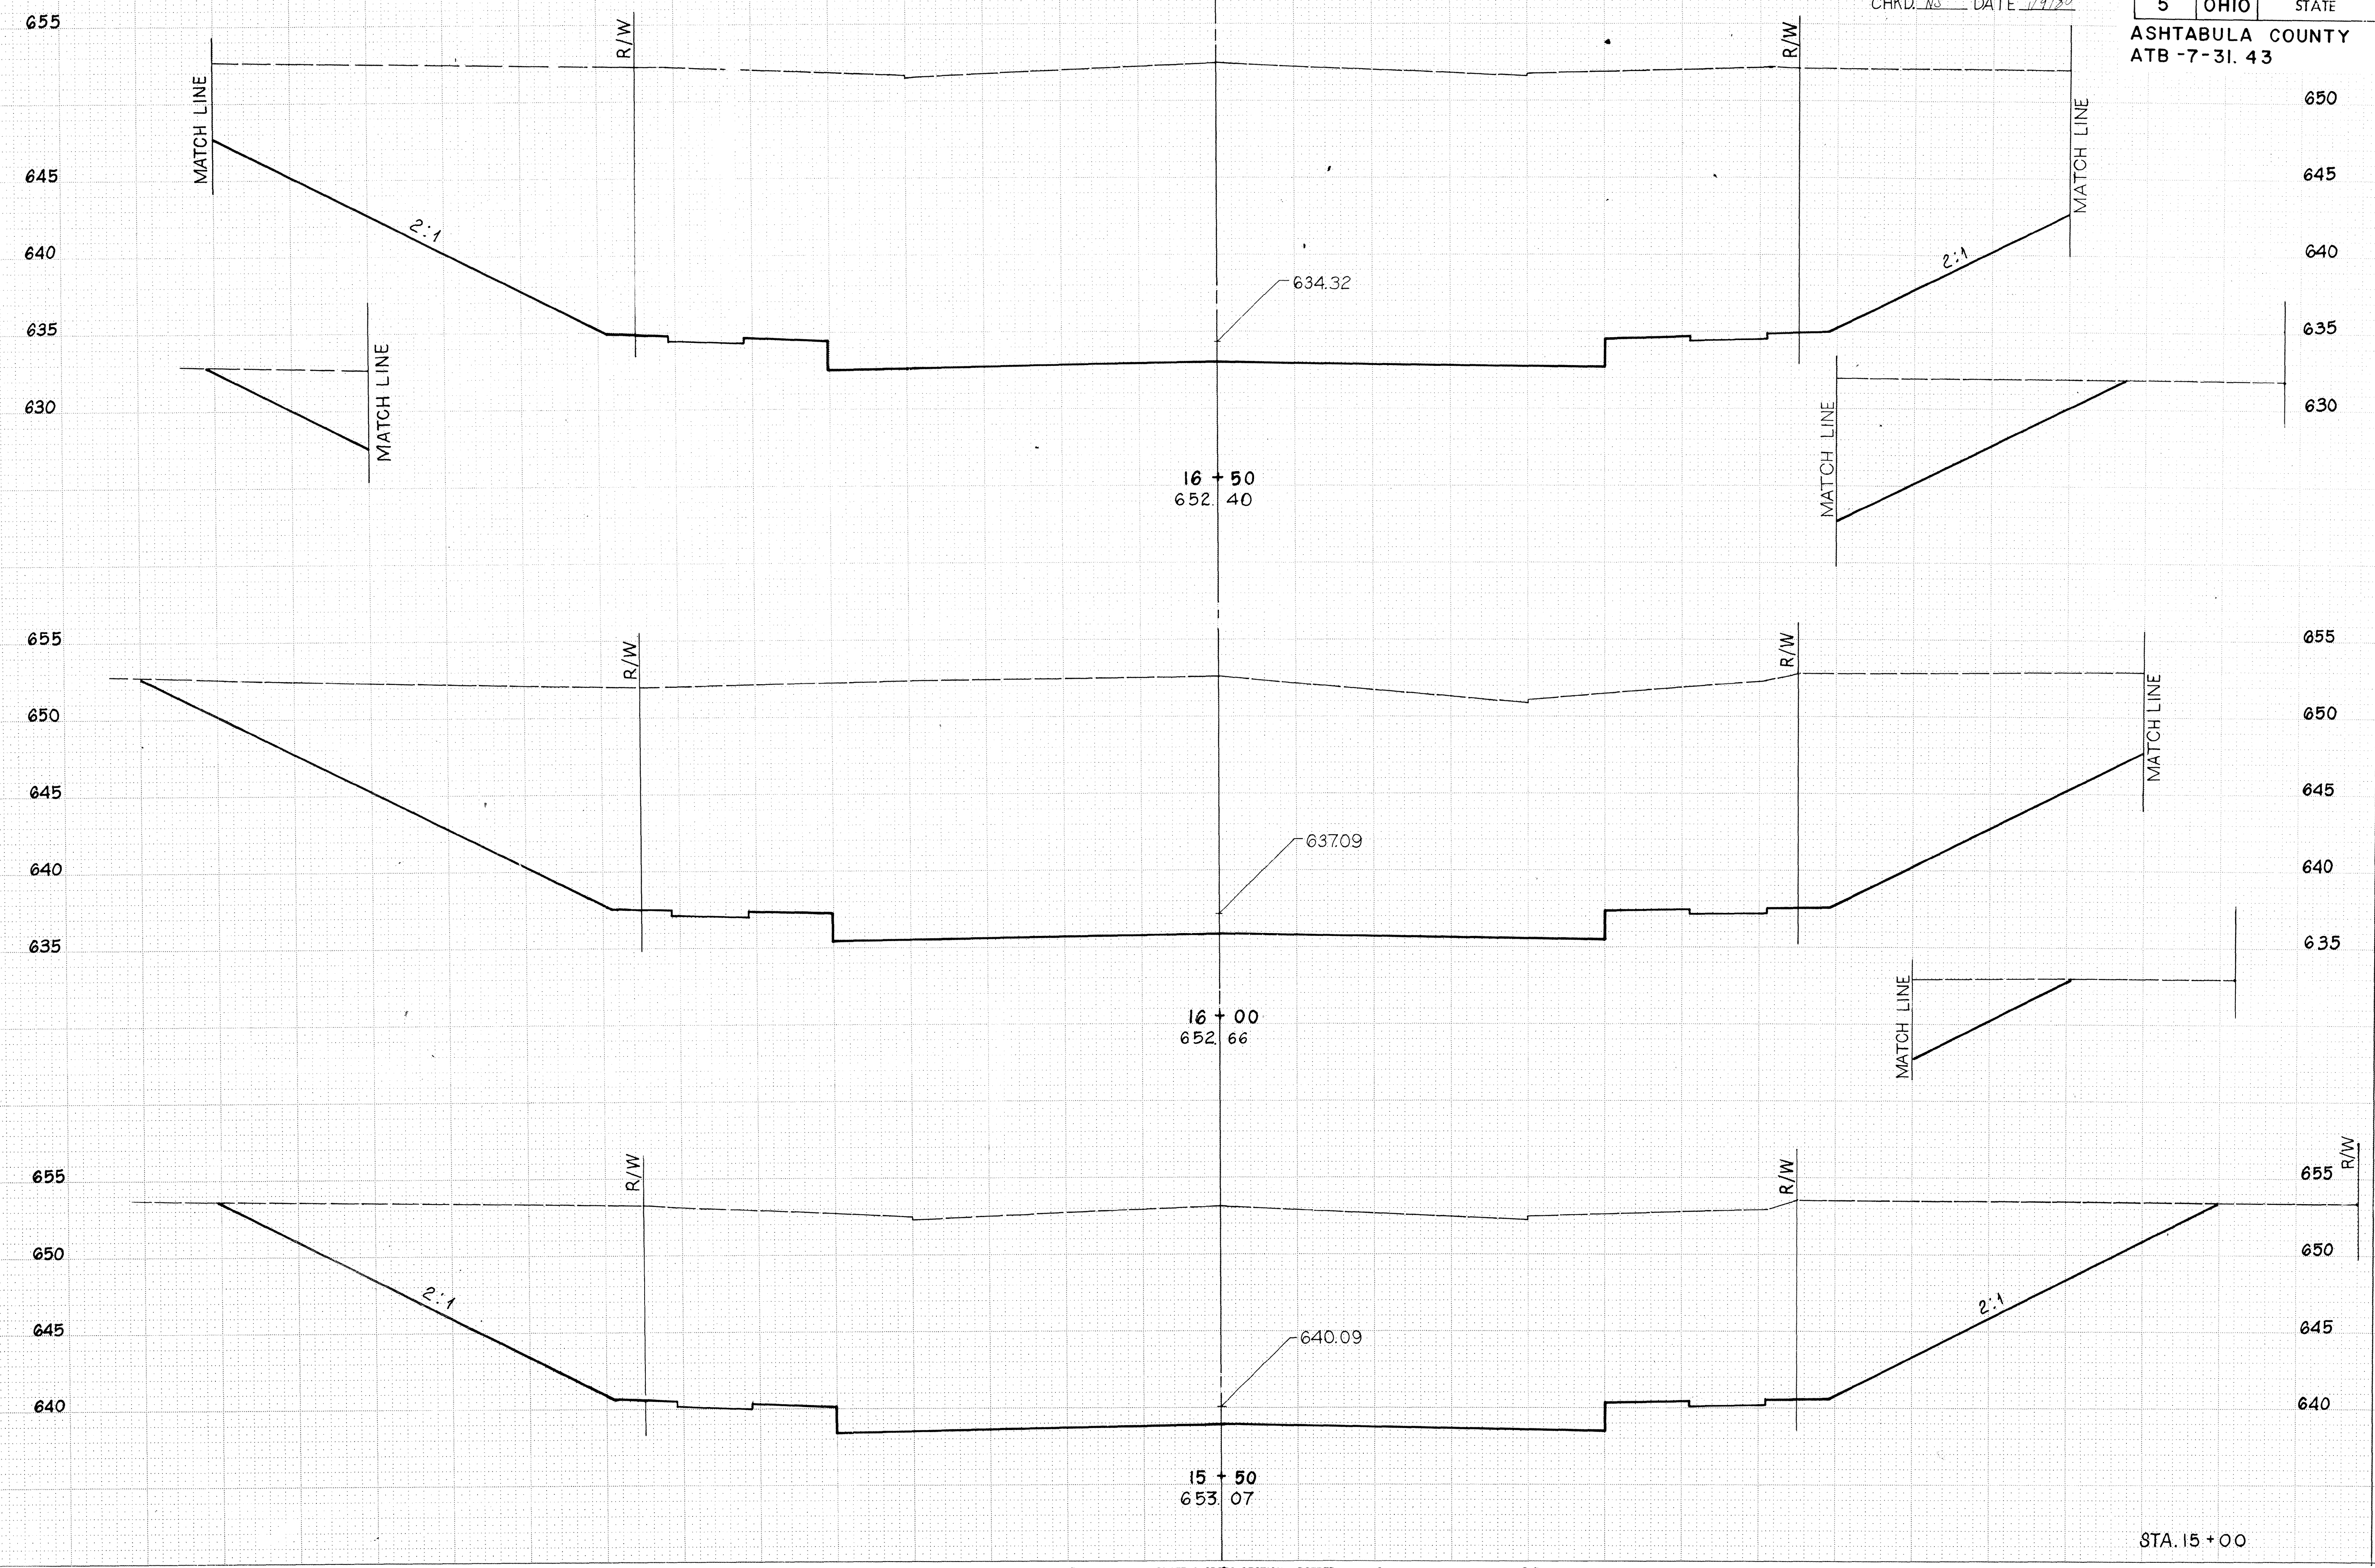 CHKD. NS DATE
5 OHIO STATE
ASHTABULA COUNTY
ATB-7-31.43
655
R/W
R/W
MATCH LINE
MATCH LINE
650
645
645
2:1
2:1
640
640
634.32
635
635
MATCH LINE
MATCH LINE
630
630
16 + 50
652.40
655
R/W
R/W
655
650
650
MATCH LINE
645
645
640
637.09
640
635
635
MATCH LINE
16 + 00
652.66
R/W
655
R/W
R/W
655
650
650
2:1
2:1
645
640.09
645
640
640
15 + 50
653.07
STA. 15+00